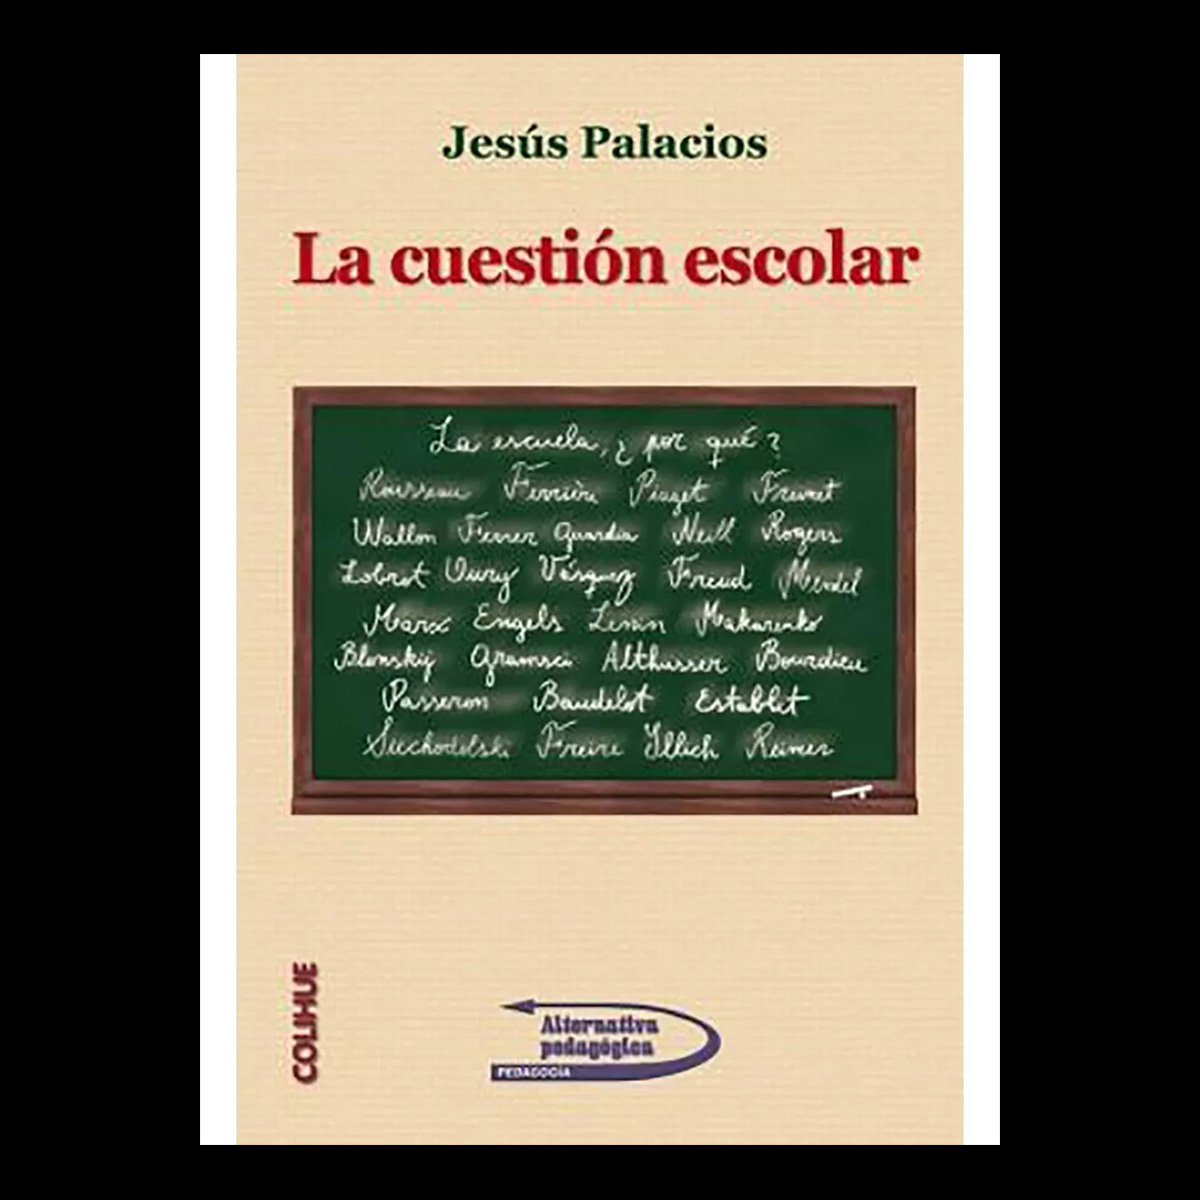 Jesús Palacios
La cuestión escolar
La escuela, ¿por qué?
Rousseau Ferrière Piaget Freinet
Wallon Ferrer Guardia Neill Rogers
Lobrot Oury Vásquez Freud Mendel
Marx Engels Lenin Makarenko
Blonskij Gramsci Althusser Bourdieu
Passeron Baudelot Establet
Suchodolski Freire Illich Reimer
COLIHUE
Alternativa
pedagógica
PEDAGOGÍA